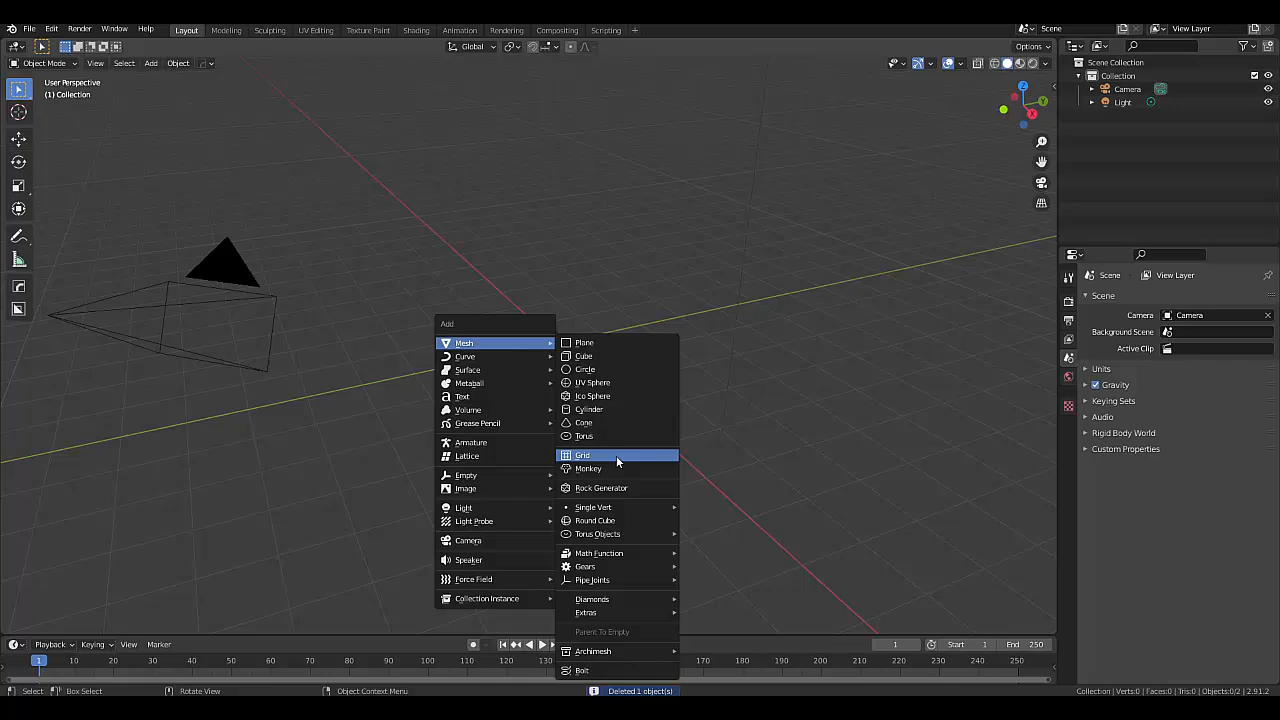 File Edit Render Window Help Layout Modeling Sculpting UV Editing Texture Paint Shading Animation Rendering Compositing Scripting + Scene View Layer
Global Options
Object Mode View Select Add Object
User Perspective
(1) Collection
Z
Y
X
Scene Collection
Collection
Camera
Light
Scene View Layer
Scene
Camera Camera
Background Scene
Active Clip
Units
Gravity
Keying Sets
Audio
Rigid Body World
Custom Properties
Add
Mesh
Curve
Surface
Metaball
Text
Volume
Grease Pencil
Armature
Lattice
Empty
Image
Light
Light Probe
Camera
Speaker
Force Field
Collection Instance
Plane
Cube
Circle
UV Sphere
Ico Sphere
Cylinder
Cone
Torus
Grid
Monkey
Rock Generator
Single Vert
Round Cube
Torus Objects
Math Function
Gears
Pipe Joints
Diamonds
Extras
Parent To Empty
Archimesh
Bolt
Playback Keying View Marker 1 Start 1 End 250
1 10 20 30 40 50 60 70 80 90 100 110 120 130 170 180 190 200 210 220 230 240 250
Select Box Select Rotate View Object Context Menu Deleted 1 object(s) Collection | Verts:0 | Faces:0 | Tris:0 | Objects:0/2 | 2.91.2